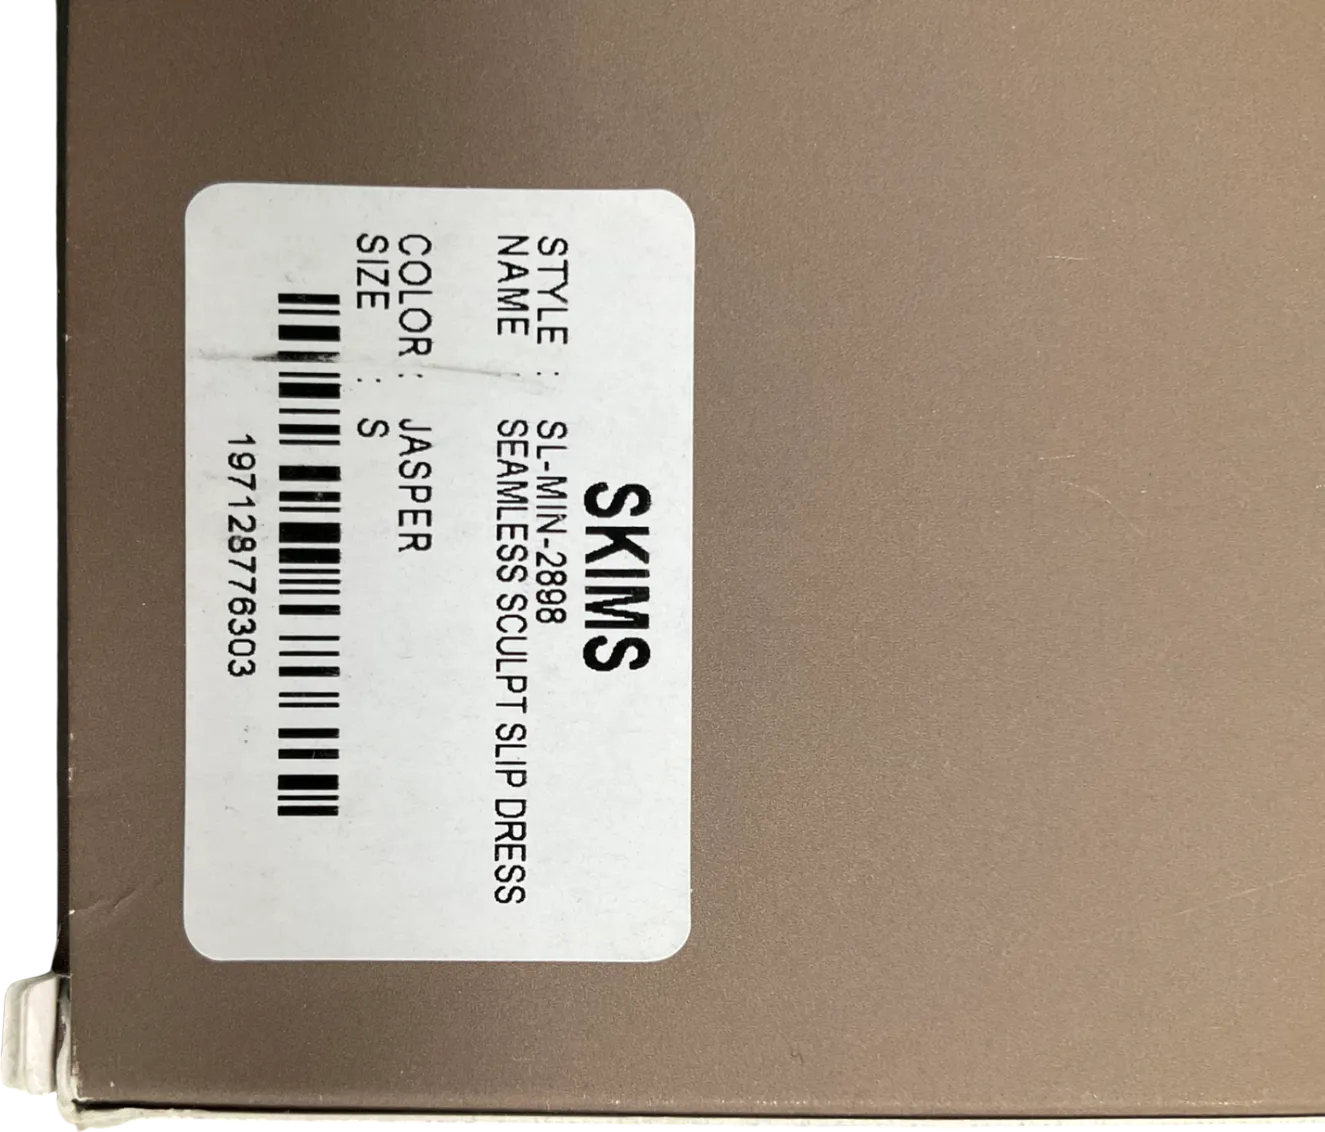 SKIMS
STYLE : SL-MIN-2898
NAME : SEAMLESS SCULPT SLIP DRESS
COLOR : JASPER
SIZE : S
197128776303